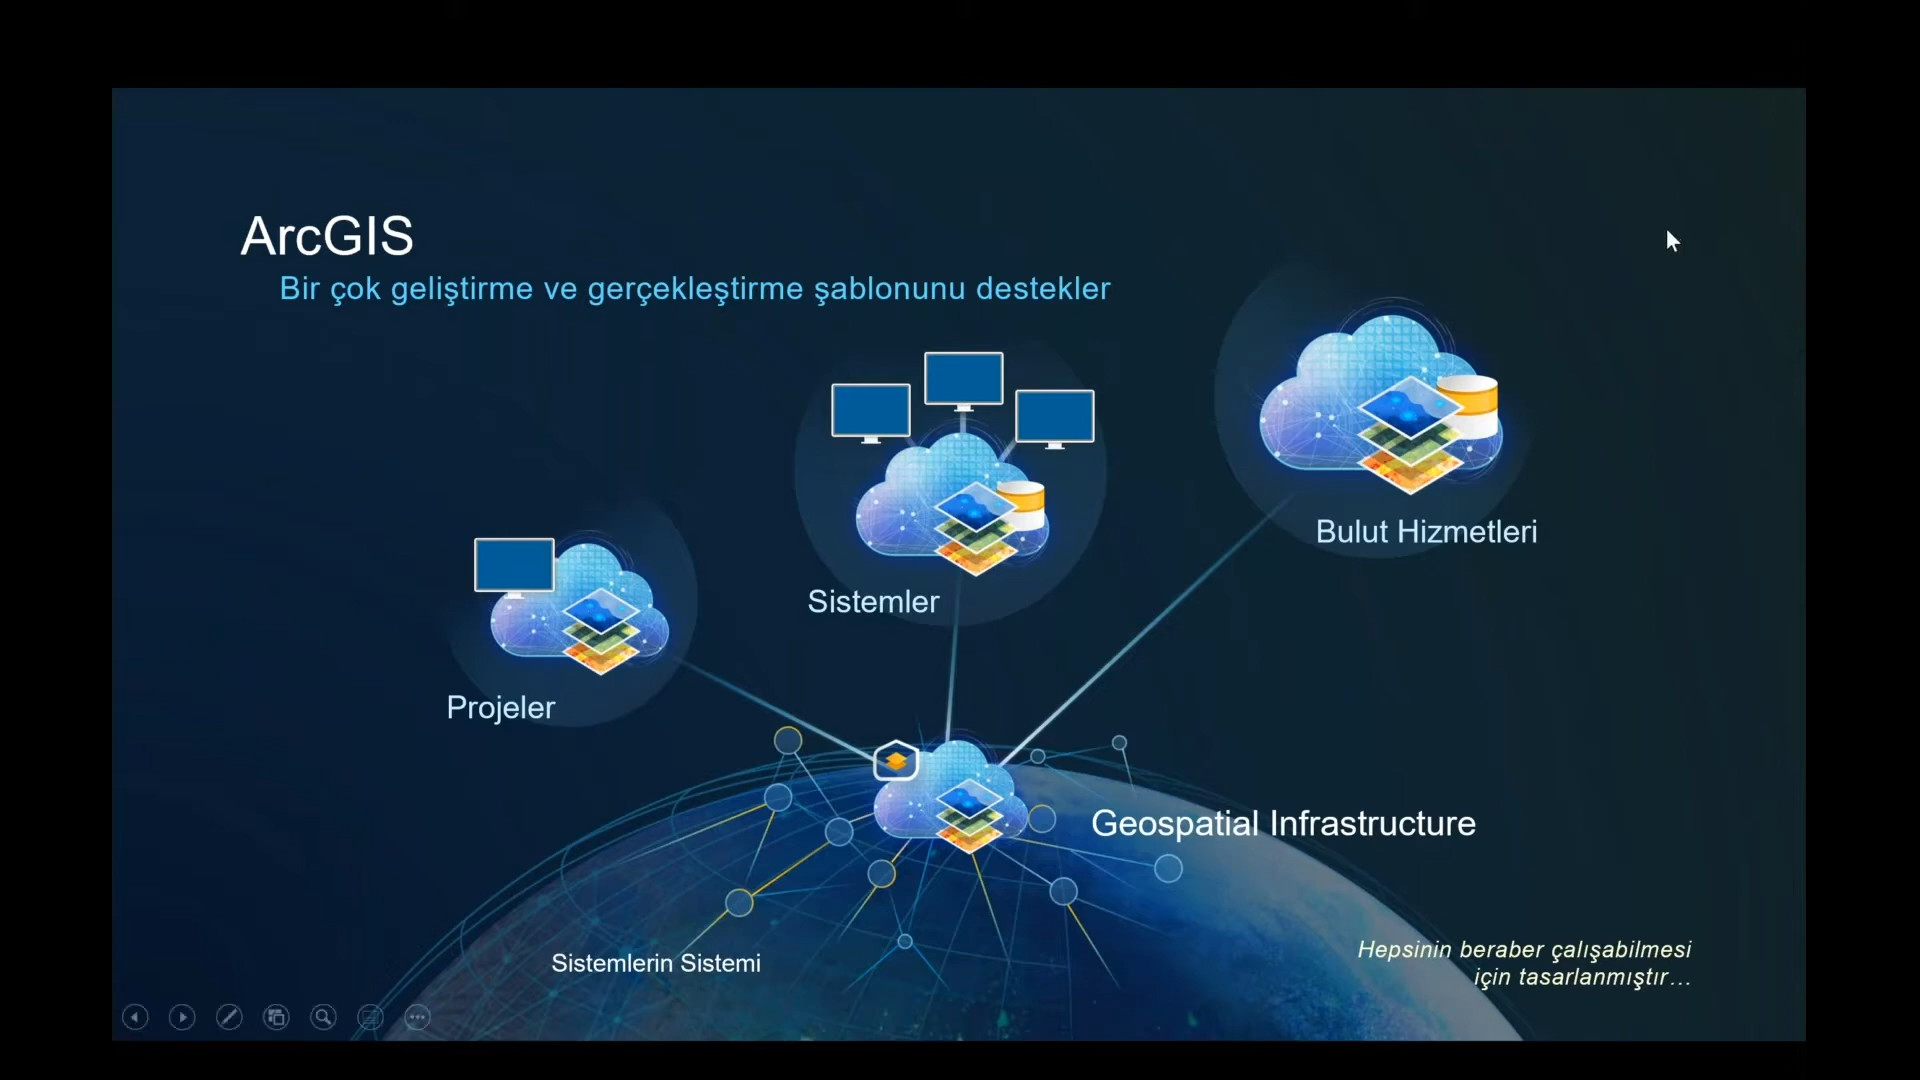 ArcGIS
Bir çok geliştirme ve gerçekleştirme şablonunu destekler
Bulut Hizmetleri
Sistemler
Projeler
Geospatial Infrastructure
Sistemlerin Sistemi
Hepsinin beraber çalışabilmesi
için tasarlanmıştır...